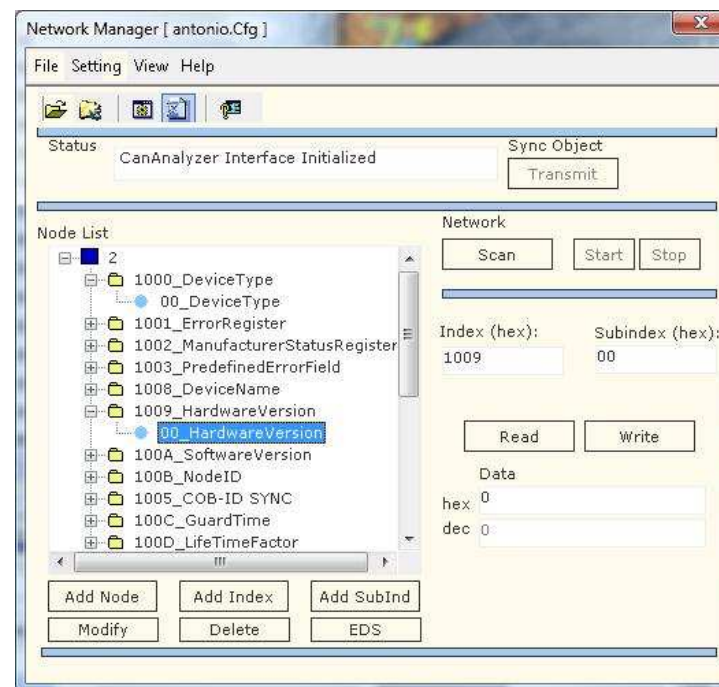 Network Manager [ antonio.Cfg ]
File Setting View Help
Status
CanAnalyzer Interface Initialized
Sync Object
Transmit
Node List
2
1000_DeviceType
00_DeviceType
1001_ErrorRegister
1002_ManufacturerStatusRegister
1003_PredefinedErrorField
1008_DeviceName
1009_HardwareVersion
00_HardwareVersion
100A_SoftwareVersion
100B_NodeID
1005_COB-ID SYNC
100C_GuardTime
100D_LifeTimeFactor
Add Node Add Index Add SubInd
Modify Delete EDS
Network
Scan Start Stop
Index (hex): Subindex (hex):
1009 00
Read Write
Data
hex 0
dec 0